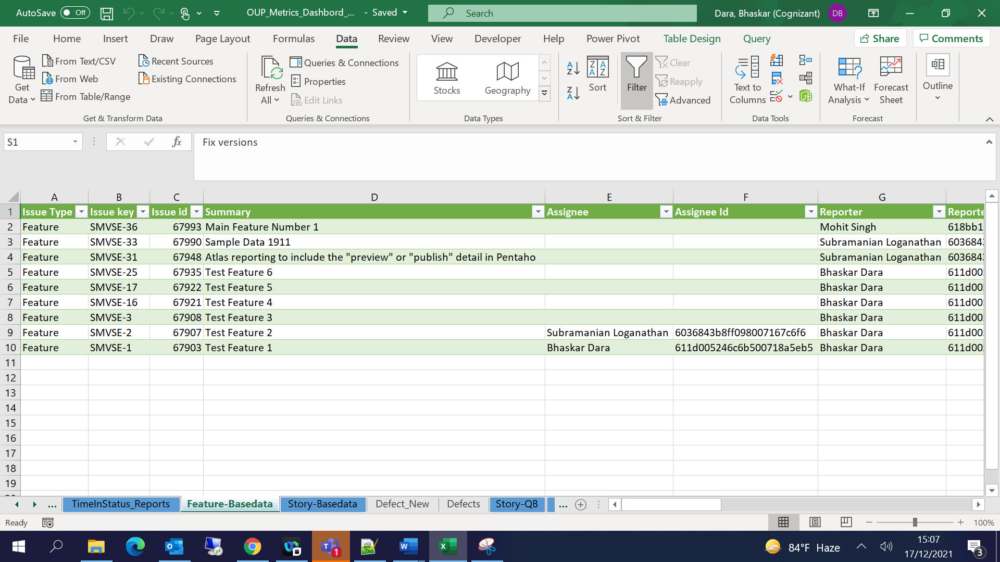 AutoSave Off OUP_Metrics_Dashbord_... - Saved Search Dara, Bhaskar (Cognizant) DB
File Home Insert Draw Page Layout Formulas Data Review View Developer Help Power Pivot Table Design Query Share Comments
Get Data
From Text/CSV
From Web
From Table/Range
Recent Sources
Existing Connections
Get & Transform Data
Refresh All
Queries & Connections
Properties
Edit Links
Queries & Connections
Stocks
Geography
Data Types
Sort
Filter
Clear
Reapply
Advanced
Sort & Filter
Text to Columns
Data Tools
What-If Analysis
Forecast Sheet
Forecast
Outline
S1 fx Fix versions
A B C D E F G
1 Issue Type Issue key Issue id Summary Assignee Assignee Id Reporter Reporte
2 Feature SMVSE-36 67993 Main Feature Number 1 Mohit Singh 618bb1
3 Feature SMVSE-33 67990 Sample Data 1911 Subramanian Loganathan 603684
4 Feature SMVSE-31 67948 Atlas reporting to include the "preview" or "publish" detail in Pentaho Subramanian Loganathan 603684
5 Feature SMVSE-25 67935 Test Feature 6 Bhaskar Dara 611d00
6 Feature SMVSE-17 67922 Test Feature 5 Bhaskar Dara 611d00
7 Feature SMVSE-16 67921 Test Feature 4 Bhaskar Dara 611d00
8 Feature SMVSE-3 67908 Test Feature 3 Bhaskar Dara 611d00
9 Feature SMVSE-2 67907 Test Feature 2 Subramanian Loganathan 6036843b8ff098007167c6f6 Bhaskar Dara 611d00
10 Feature SMVSE-1 67903 Test Feature 1 Bhaskar Dara 611d005246c6b500718a5eb5 Bhaskar Dara 611d00
11
12
13
14
15
16
17
18
19
... TimeInStatus_Reports Feature-Basedata Story-Basedata Defect_New Defects Story-QB ...
Ready 100%
84°F Haze 15:07
17/12/2021 3